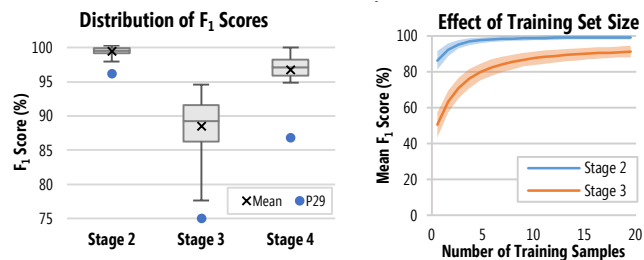 Distribution of F1 Scores
F1 Score (%)
100
95
90
85
80
75
Mean
P29
Stage 2
Stage 3
Stage 4
Effect of Training Set Size
Mean F1 Score (%)
100
80
60
40
20
0
Stage 2
Stage 3
0
5
10
15
20
Number of Training Samples